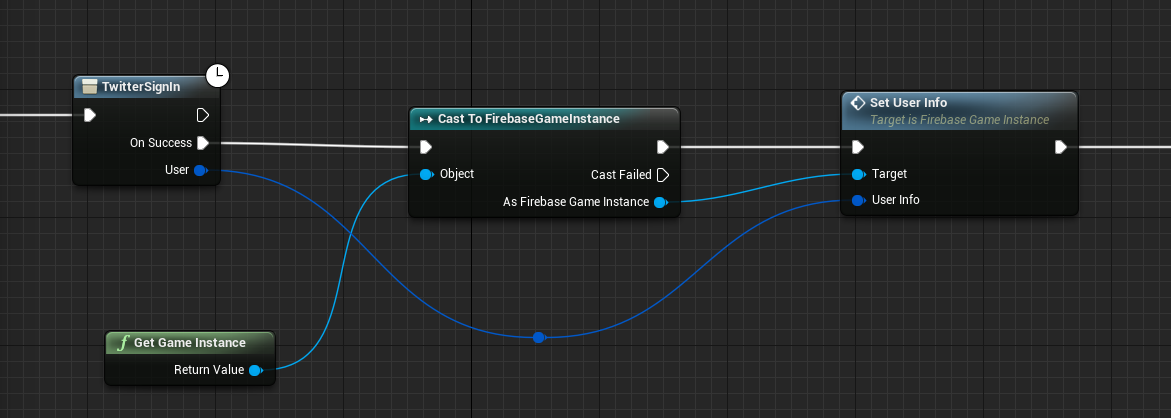 TwitterSignIn
On Success
User
Cast To FirebaseGameInstance
Object
Cast Failed
As Firebase Game Instance
Set User Info
Target is Firebase Game Instance
Target
User Info
f Get Game Instance
Return Value